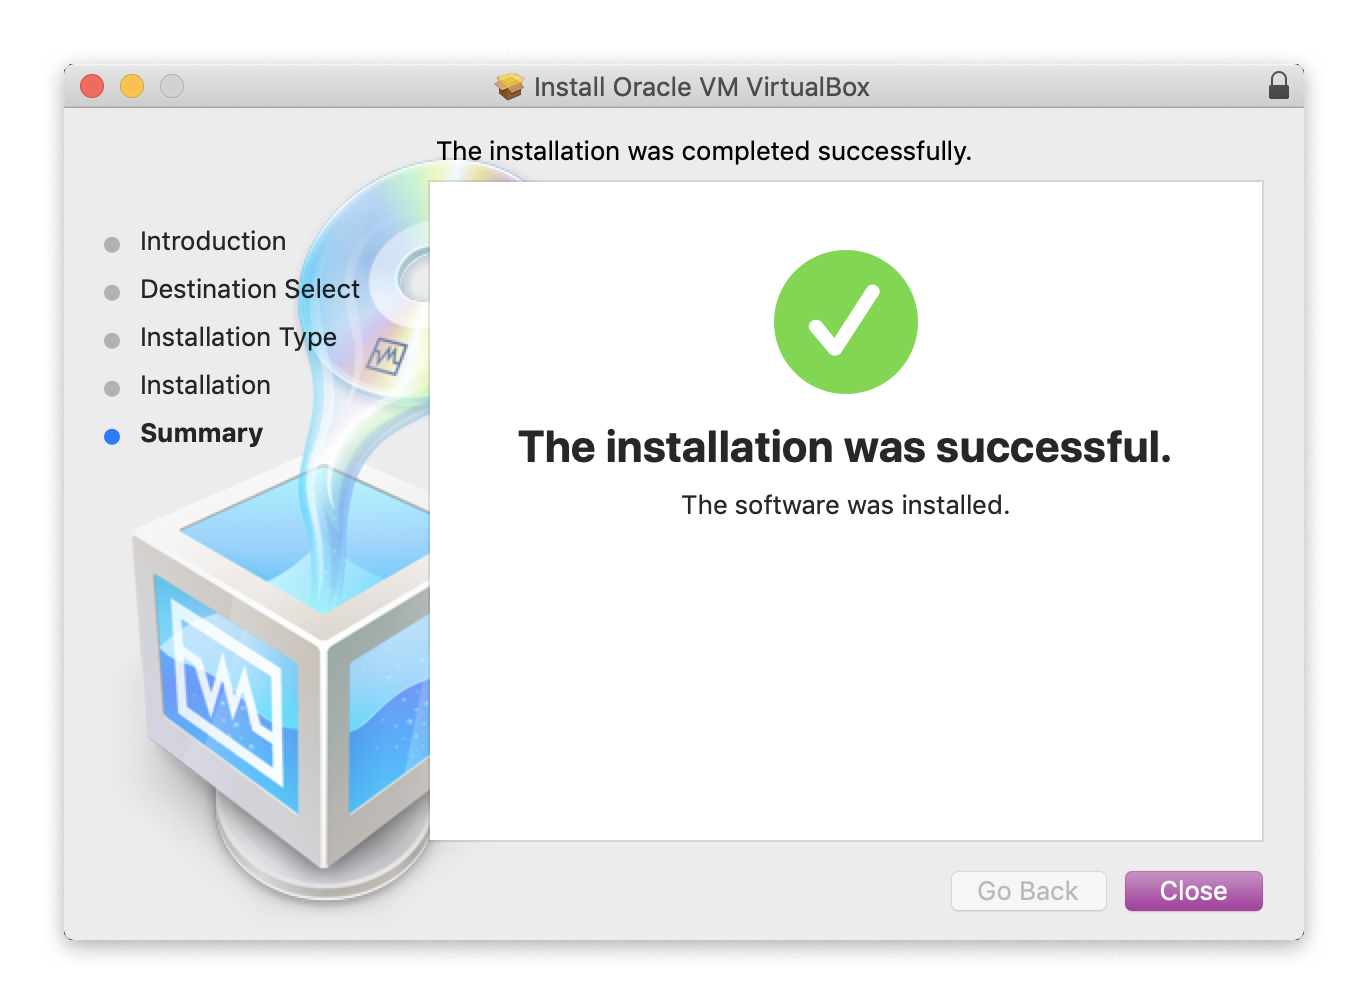 Install Oracle VM VirtualBox
The installation was completed successfully.
Introduction
Destination Select
Installation Type
Installation
Summary
The installation was successful.
The software was installed.
Go Back
Close